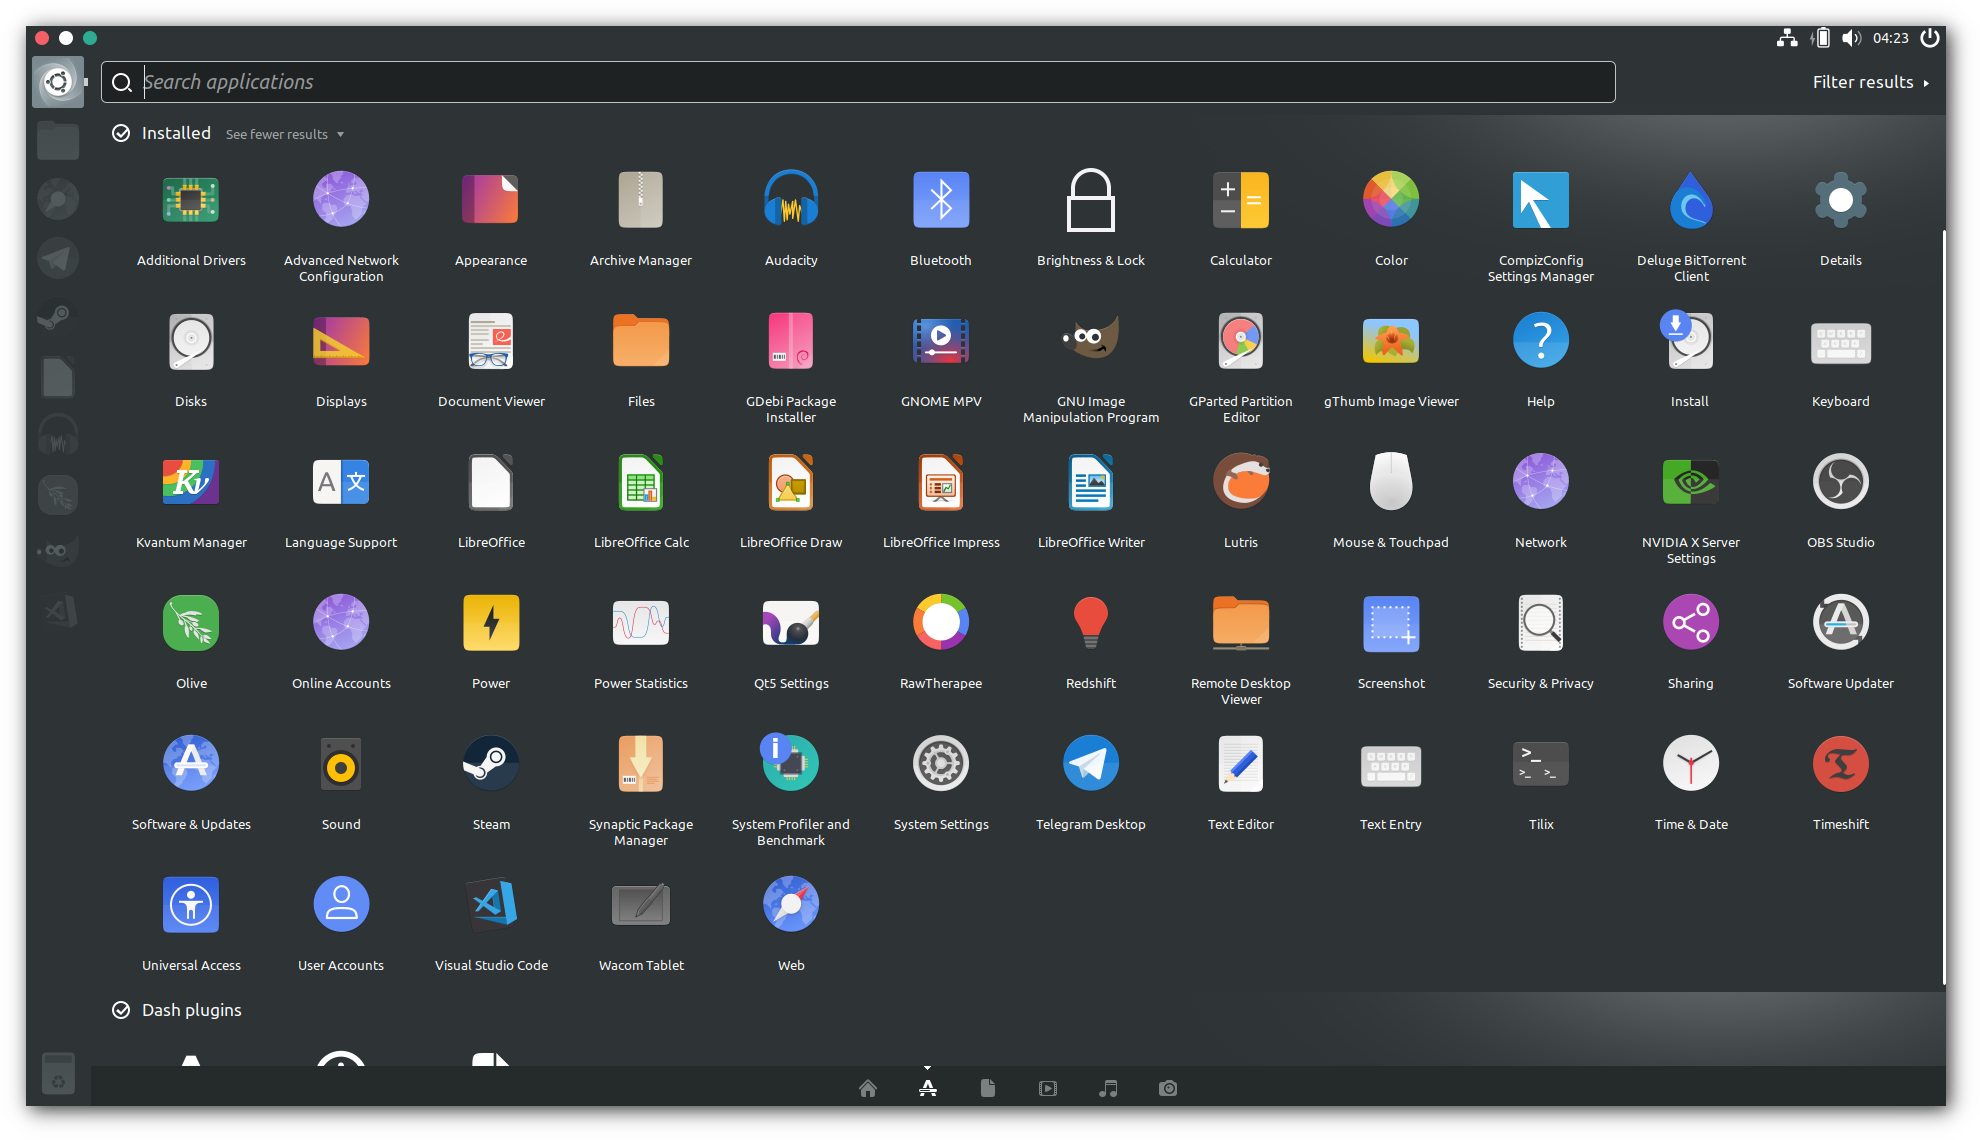 04:23
Search applications
Filter results
Installed See fewer results
Additional Drivers
Advanced Network
Configuration
Appearance
Archive Manager
Audacity
Bluetooth
Brightness & Lock
Calculator
Color
CompizConfig
Settings Manager
Deluge BitTorrent
Client
Details
Disks
Displays
Document Viewer
Files
GDebi Package
Installer
GNOME MPV
GNU Image
Manipulation Program
GParted Partition
Editor
gThumb Image Viewer
Help
Install
Keyboard
Kvantum Manager
Language Support
LibreOffice
LibreOffice Calc
LibreOffice Draw
LibreOffice Impress
LibreOffice Writer
Lutris
Mouse & Touchpad
Network
NVIDIA X Server
Settings
OBS Studio
Olive
Online Accounts
Power
Power Statistics
Qt5 Settings
RawTherapee
Redshift
Remote Desktop
Viewer
Screenshot
Security & Privacy
Sharing
Software Updater
Software & Updates
Sound
Steam
Synaptic Package
Manager
System Profiler and
Benchmark
System Settings
Telegram Desktop
Text Editor
Text Entry
Tilix
Time & Date
Timeshift
Universal Access
User Accounts
Visual Studio Code
Wacom Tablet
Web
Dash plugins